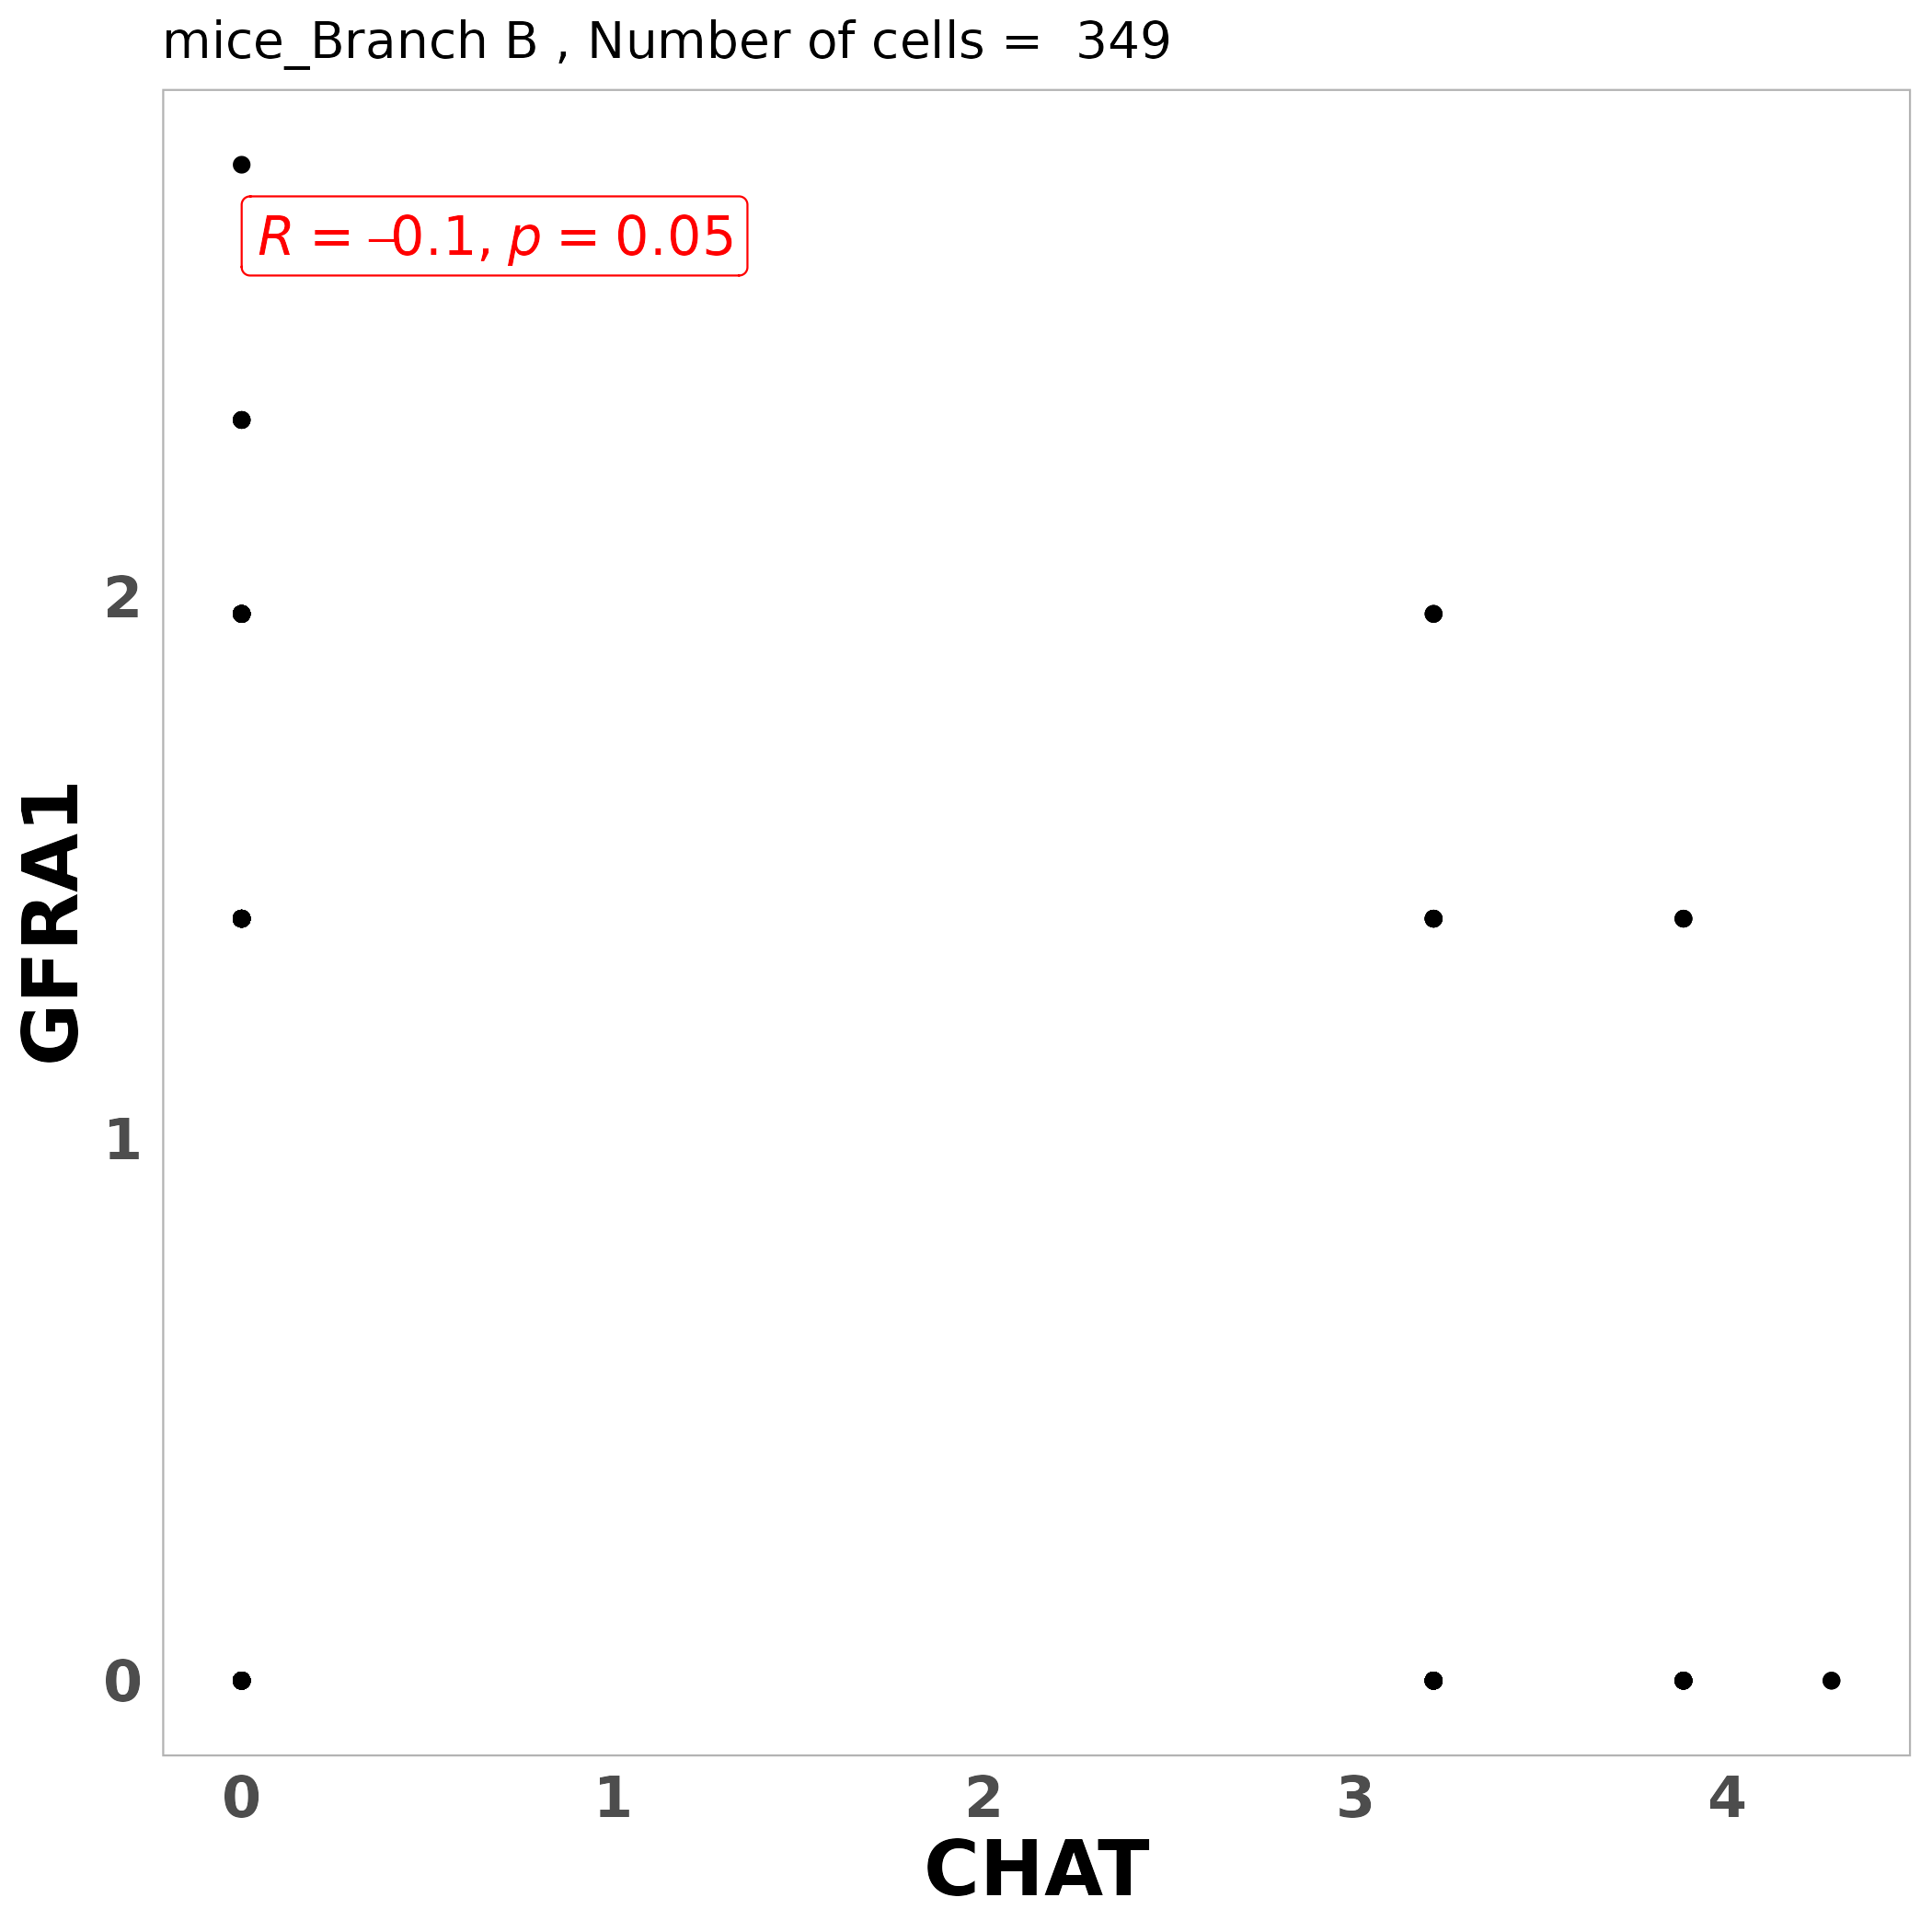 mice_Branch B , Number of cells =  349
R = –0.1, p = 0.05
2
1
0
GFRA1
0 1 2 3 4
CHAT